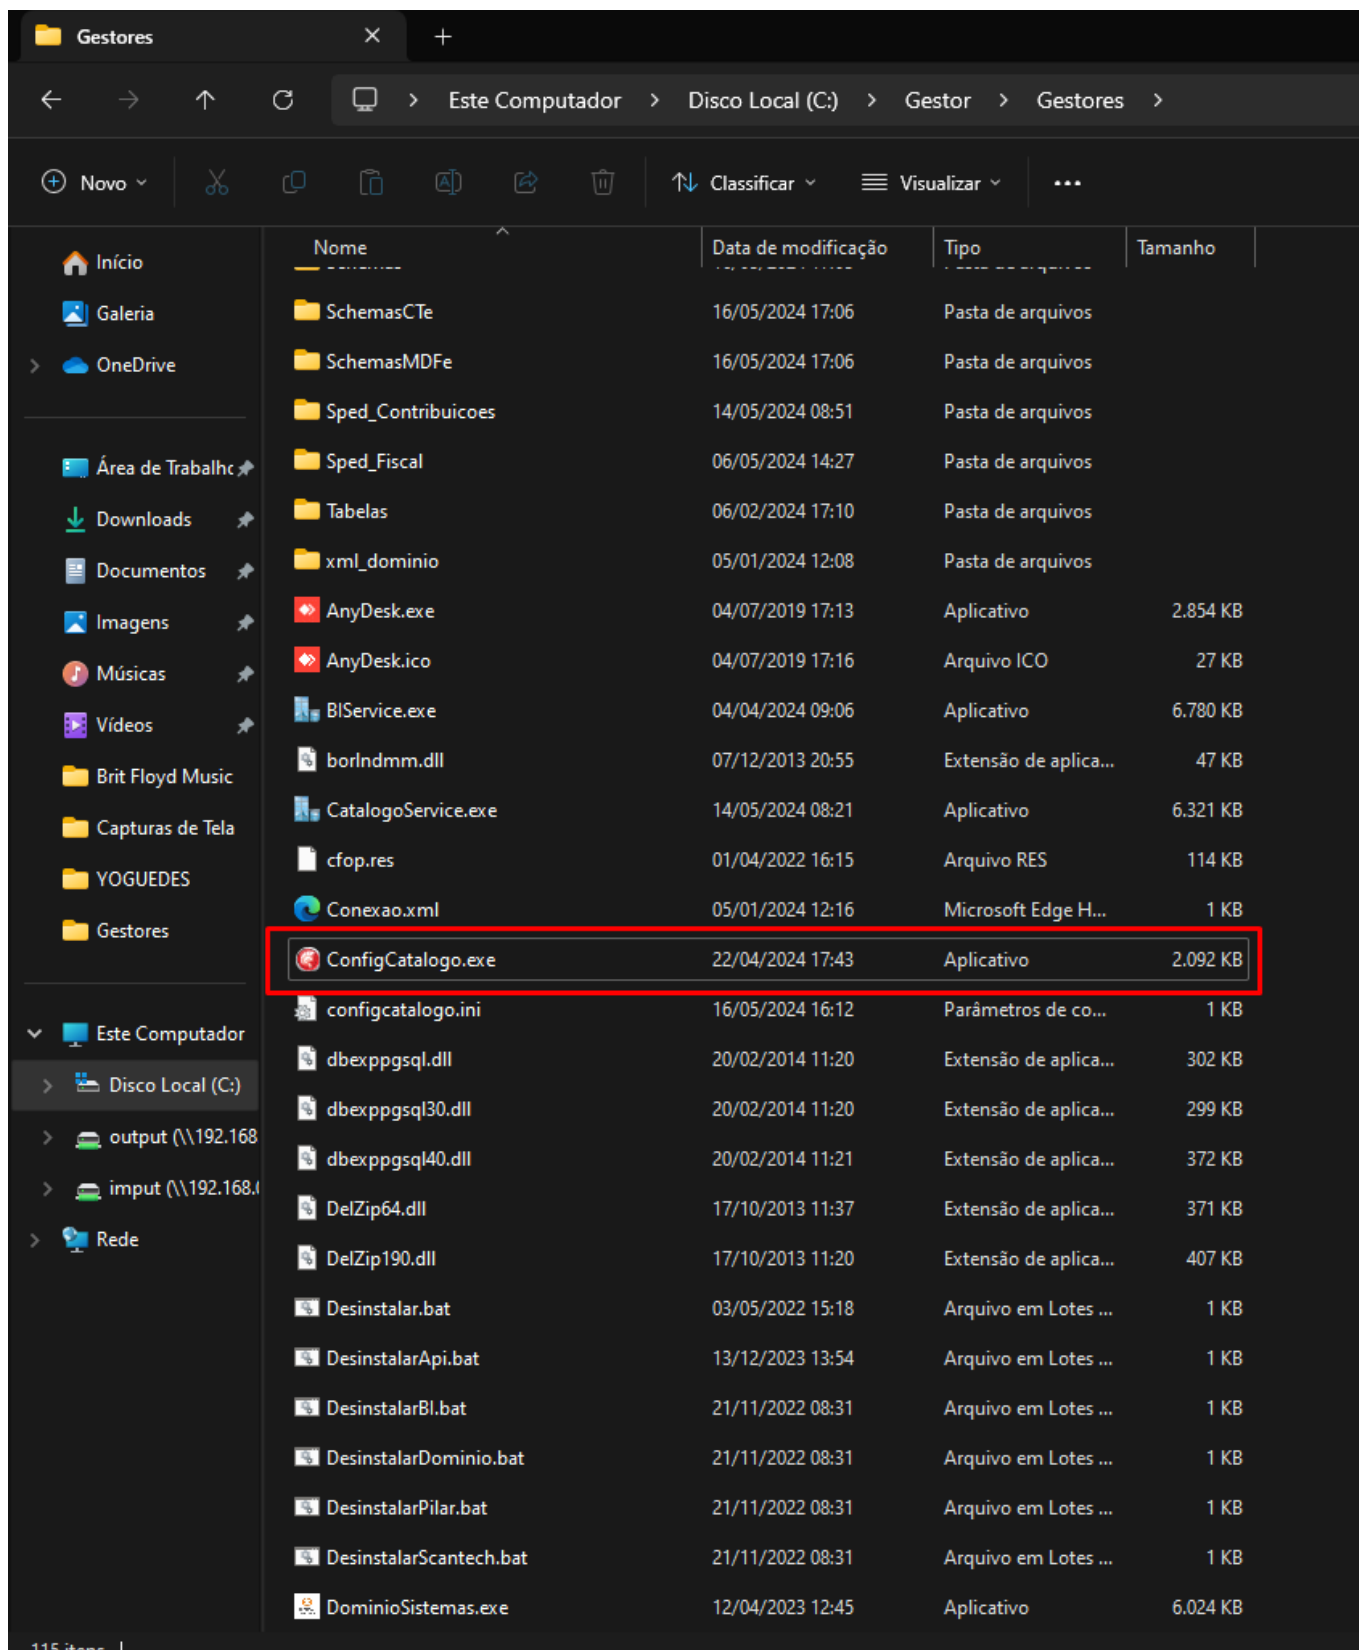 Gestores
Este Computador > Disco Local (C:) > Gestor > Gestores >
Novo Classificar Visualizar
Nome Data de modificação Tipo Tamanho
SchemasCTe 16/05/2024 17:06 Pasta de arquivos
SchemasMDFe 16/05/2024 17:06 Pasta de arquivos
Sped_Contribuicoes 14/05/2024 08:51 Pasta de arquivos
Sped_Fiscal 06/05/2024 14:27 Pasta de arquivos
Tabelas 06/02/2024 17:10 Pasta de arquivos
xml_dominio 05/01/2024 12:08 Pasta de arquivos
AnyDesk.exe 04/07/2019 17:13 Aplicativo 2.854 KB
AnyDesk.ico 04/07/2019 17:16 Arquivo ICO 27 KB
BIService.exe 04/04/2024 09:06 Aplicativo 6.780 KB
borlndmm.dll 07/12/2013 20:55 Extensão de aplica... 47 KB
CatalogoService.exe 14/05/2024 08:21 Aplicativo 6.321 KB
cfop.res 01/04/2022 16:15 Arquivo RES 114 KB
Conexao.xml 05/01/2024 12:16 Microsoft Edge H... 1 KB
ConfigCatalogo.exe 22/04/2024 17:43 Aplicativo 2.092 KB
configcatalogo.ini 16/05/2024 16:12 Parâmetros de co... 1 KB
dbexppgsql.dll 20/02/2014 11:20 Extensão de aplica... 302 KB
dbexppgsql30.dll 20/02/2014 11:20 Extensão de aplica... 299 KB
dbexppgsql40.dll 20/02/2014 11:21 Extensão de aplica... 372 KB
DelZip64.dll 17/10/2013 11:37 Extensão de aplica... 371 KB
DelZip190.dll 17/10/2013 11:20 Extensão de aplica... 407 KB
Desinstalar.bat 03/05/2022 15:18 Arquivo em Lotes ... 1 KB
DesinstalarApi.bat 13/12/2023 13:54 Arquivo em Lotes ... 1 KB
DesinstalarBI.bat 21/11/2022 08:31 Arquivo em Lotes ... 1 KB
DesinstalarDominio.bat 21/11/2022 08:31 Arquivo em Lotes ... 1 KB
DesinstalarPilar.bat 21/11/2022 08:31 Arquivo em Lotes ... 1 KB
DesinstalarScantech.bat 21/11/2022 08:31 Arquivo em Lotes ... 1 KB
DominioSistemas.exe 12/04/2023 12:45 Aplicativo 6.024 KB
Início
Galeria
OneDrive
Área de Trabalho
Downloads
Documentos
Imagens
Músicas
Vídeos
Brit Floyd Music
Capturas de Tela
YOGUEDES
Gestores
Este Computador
Disco Local (C:)
output (\\192.168
imput (\\192.168.0
Rede
115 itens